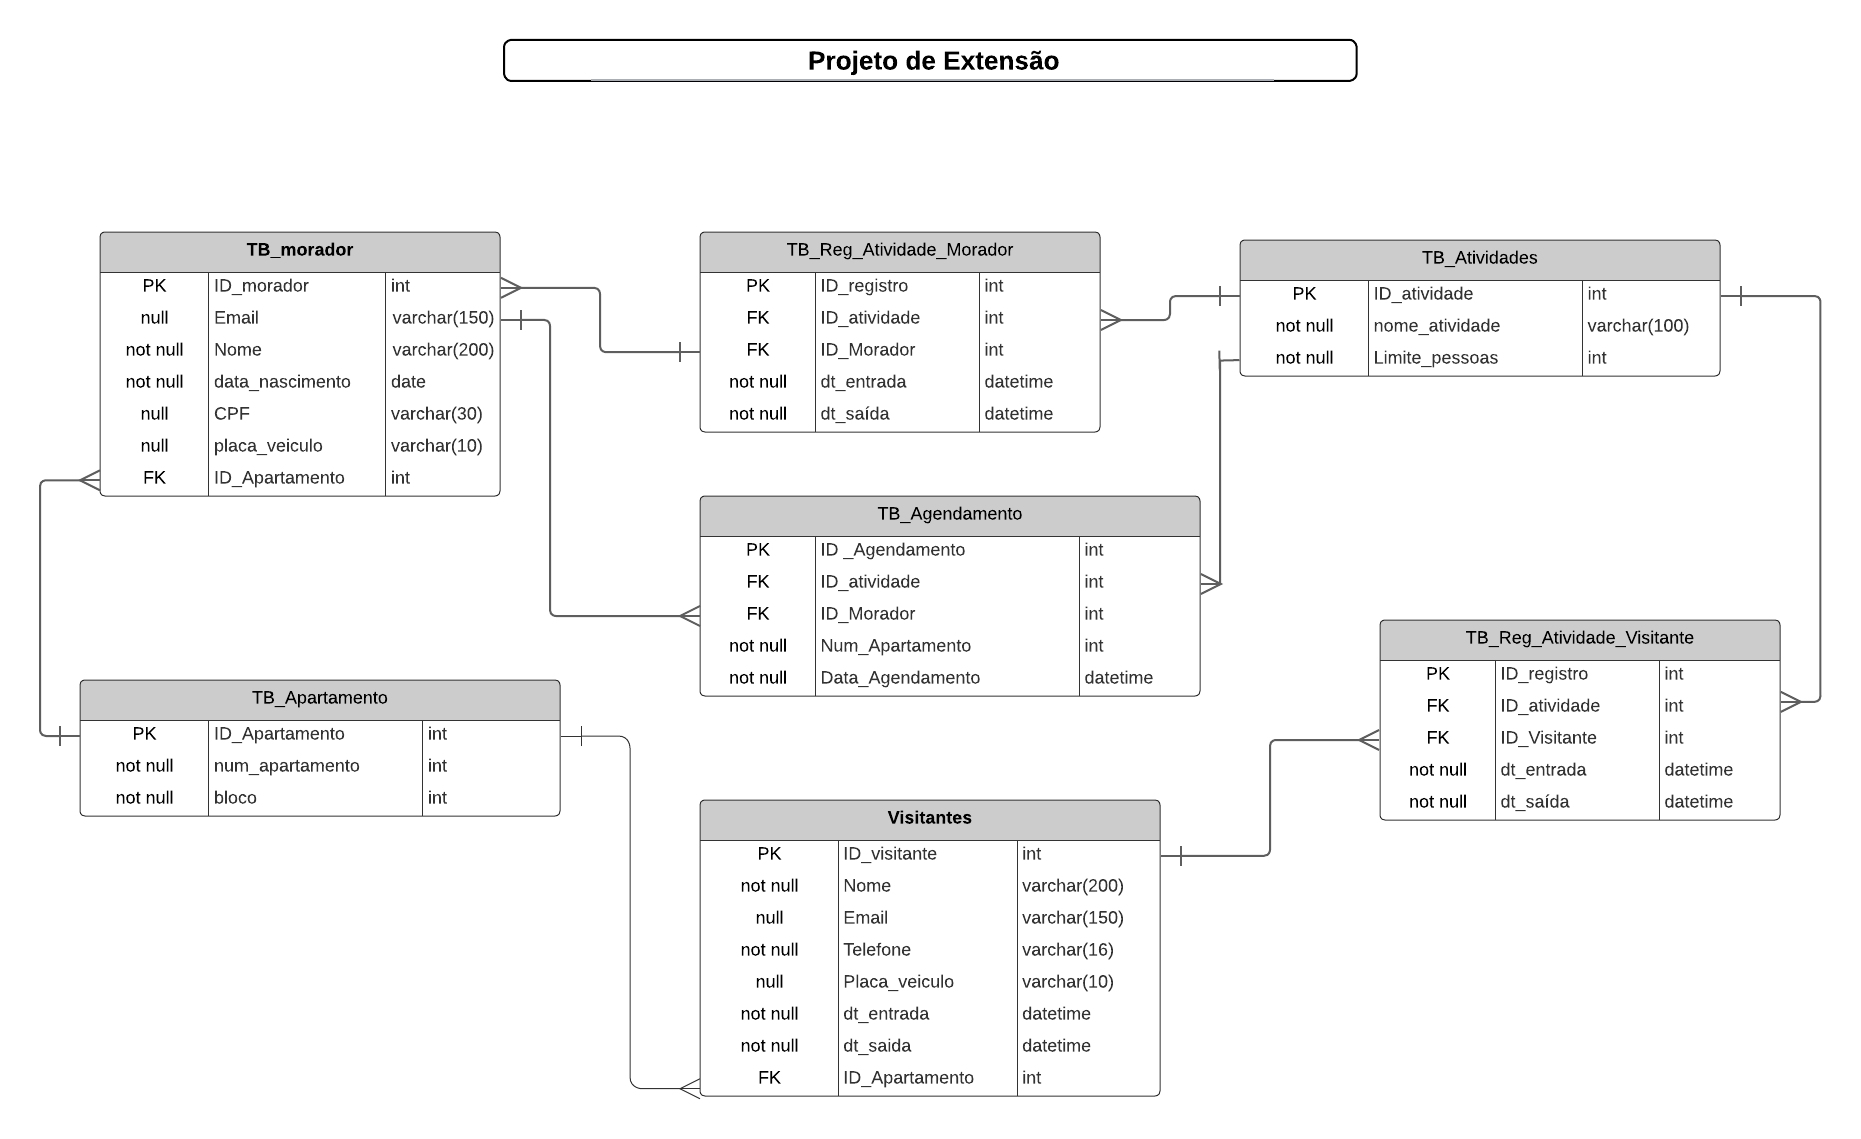 Projeto de Extensão
TB_morador
PK ID_morador int
null Email varchar(150)
not null Nome varchar(200)
not null data_nascimento date
null CPF varchar(30)
null placa_veiculo varchar(10)
FK ID_Apartamento int
TB_Reg_Atividade_Morador
PK ID_registro int
FK ID_atividade int
FK ID_Morador int
not null dt_entrada datetime
not null dt_saída datetime
TB_Atividades
PK ID_atividade int
not null nome_atividade varchar(100)
not null Limite_pessoas int
TB_Agendamento
PK ID _Agendamento int
FK ID_atividade int
FK ID_Morador int
not null Num_Apartamento int
not null Data_Agendamento datetime
TB_Reg_Atividade_Visitante
PK ID_registro int
FK ID_atividade int
FK ID_Visitante int
not null dt_entrada datetime
not null dt_saída datetime
TB_Apartamento
PK ID_Apartamento int
not null num_apartamento int
not null bloco int
Visitantes
PK ID_visitante int
not null Nome varchar(200)
null Email varchar(150)
not null Telefone varchar(16)
null Placa_veiculo varchar(10)
not null dt_entrada datetime
not null dt_saida datetime
FK ID_Apartamento int